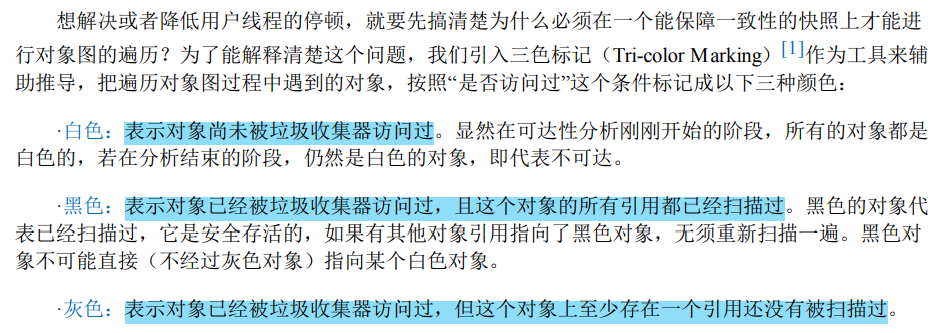 想解决或者降低用户线程的停顿，就要先搞清楚为什么必须在一个能保障一致性的快照上才能进
行对象图的遍历？为了能解释清楚这个问题，我们引入三色标记（Tri-color Marking）[1]作为工具来辅
助推导，把遍历对象图过程中遇到的对象，按照“是否访问过”这个条件标记成以下三种颜色：
·白色：表示对象尚未被垃圾收集器访问过。显然在可达性分析刚刚开始的阶段，所有的对象都是
白色的，若在分析结束的阶段，仍然是白色的对象，即代表不可达。
·黑色：表示对象已经被垃圾收集器访问过，且这个对象的所有引用都已经扫描过。黑色的对象代
表已经扫描过，它是安全存活的，如果有其他对象引用指向了黑色对象，无须重新扫描一遍。黑色对
象不可能直接（不经过灰色对象）指向某个白色对象。
·灰色：表示对象已经被垃圾收集器访问过，但这个对象上至少存在一个引用还没有被扫描过。